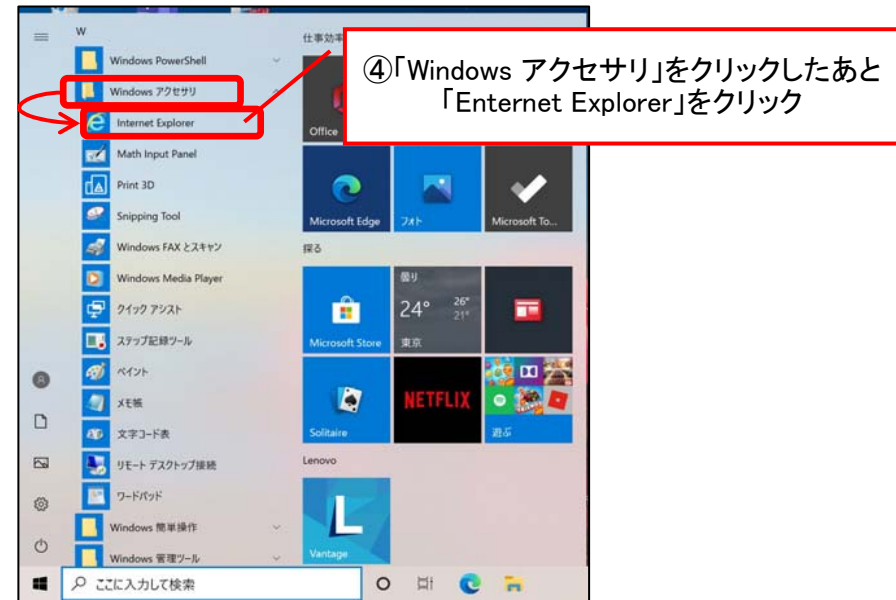 W
Windows PowerShell
Windows アクセサリ
Internet Explorer
Math Input Panel
Print 3D
Snipping Tool
Windows FAX とスキャン
Windows Media Player
クイック アシスト
ステップ記録ツール
ペイント
メモ帳
文字コード表
リモート デスクトップ接続
ワードパッド
Windows 簡単操作
Windows 管理ツール
ここに入力して検索
仕事効率
Office
Microsoft Edge
フォト
Microsoft To...
探る
Microsoft Store
曇り
24°
26°
21°
東京
Solitaire
NETFLIX
遊ぶ
Lenovo
L
Vantage
④「Windows アクセサリ」をクリックしたあと
「Enternet Explorer」をクリック